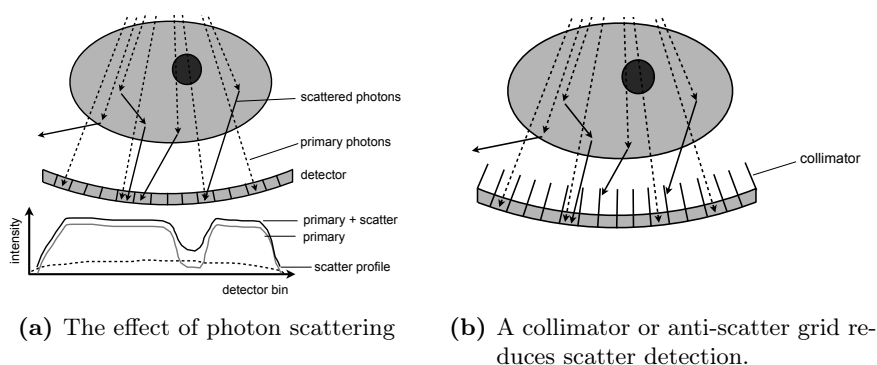 scattered photons
primary photons
detector
intensity
primary + scatter
primary
scatter profile
detector bin
(a) The effect of photon scattering
collimator
(b) A collimator or anti-scatter grid re-
duces scatter detection.